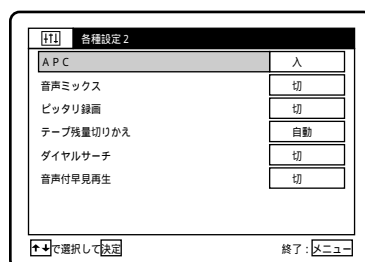 各種設定2
APC 入
音声ミックス 切
ピッタリ録画 切
テープ残量切りかえ 自動
ダイヤルサーチ 切
音声付早見再生 切
↑↓で選択して決定 終了:メニュー